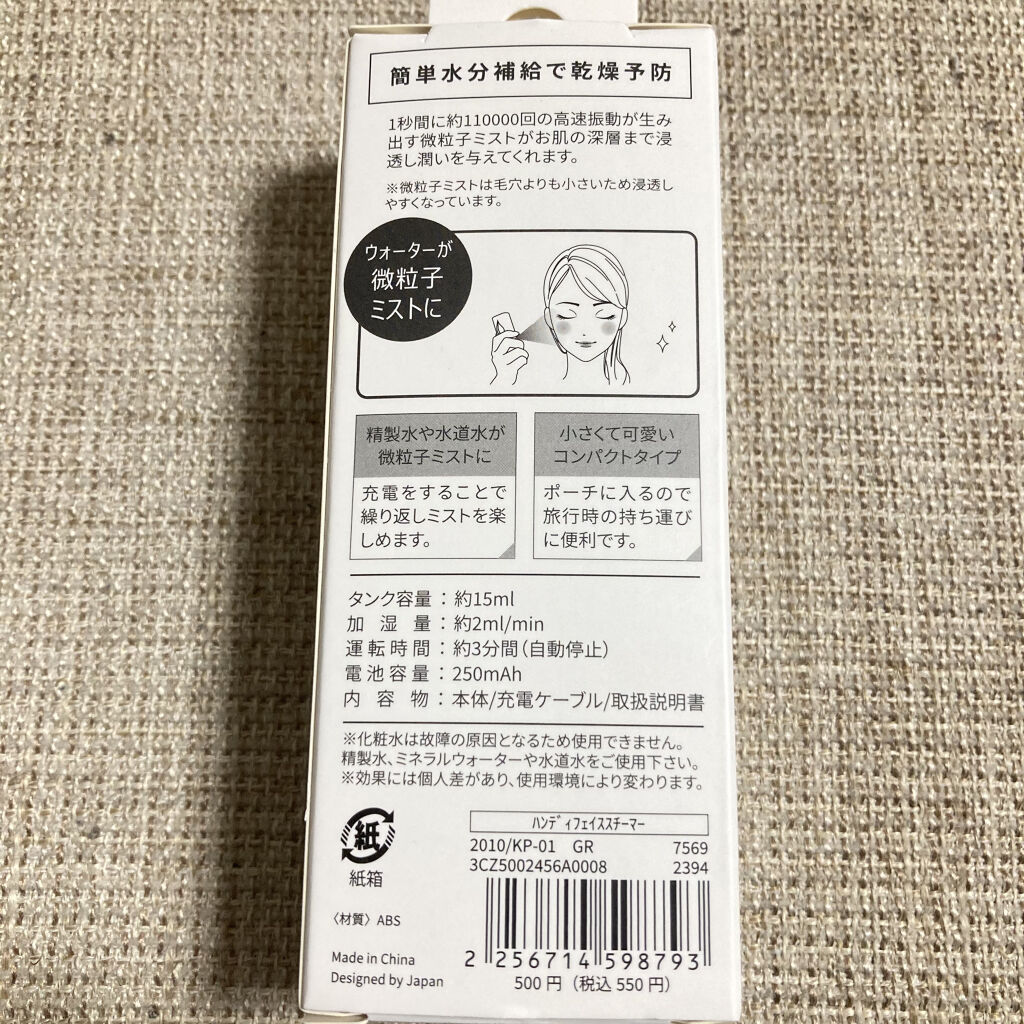 簡単水分補給で乾燥予防
1秒間に約110000回の高速振動が生み
出す微粒子ミストがお肌の深層まで浸
透し潤いを与えてくれます。
※微粒子ミストは毛穴よりも小さいため浸透し
やすくなっています。
ウォーターが
微粒子
ミストに
精製水や水道水が
微粒子ミストに
充電をすることで
繰り返しミストを楽
しめます。
小さくて可愛い
コンパクトタイプ
ポーチに入るので
旅行時の持ち運び
に便利です。
タンク容量：約15ml
加湿量：約2ml/min
運転時間：約3分間（自動停止）
電池容量：250mAh
内容物：本体/充電ケーブル/取扱説明書
※化粧水は故障の原因となるため使用できません。
精製水、ミネラルウォーターや水道水をご使用下さい。
※効果には個人差があり、使用環境により変わります。
紙
紙箱
〈材質〉ABS
Made in China
Designed by Japan
ﾊﾝﾃﾞｨﾌｪｲｽｽﾁｰﾏｰ
2010/KP-01 GR 7569
3CZ5002456A0008 2394
2 256714 598793
500円（税込550円）